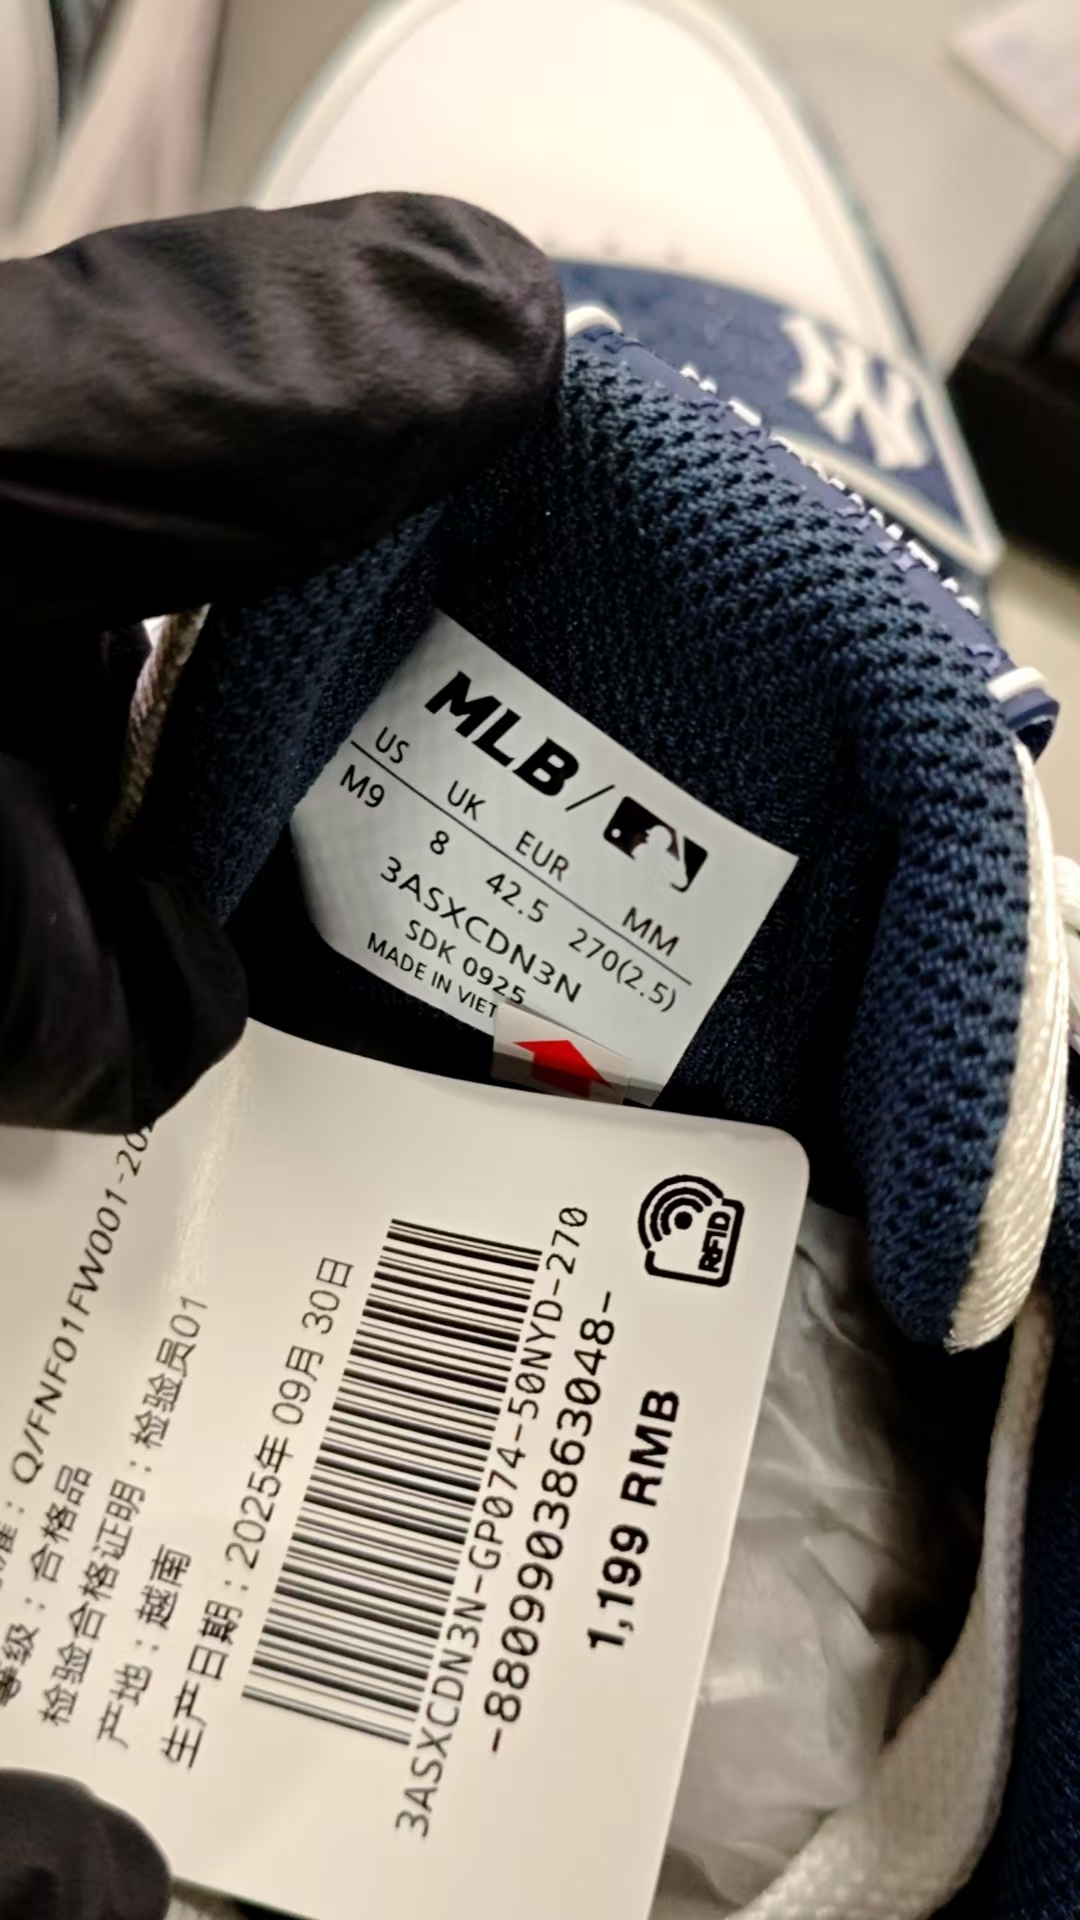 NY
MLB/
US UK EUR MM
M9 8 42.5 270(2.5)
3ASXCDN3N
SDK 0925
MADE IN VIET
RFID
1,199 RMB
-8809903863048-
3ASXCDN3N-GP074-50NYD-270
生产日期：2025年 09月 30日
产地：越南
检验合格证明：检验员01
等级：合格品
Q/FNF01FW001-20